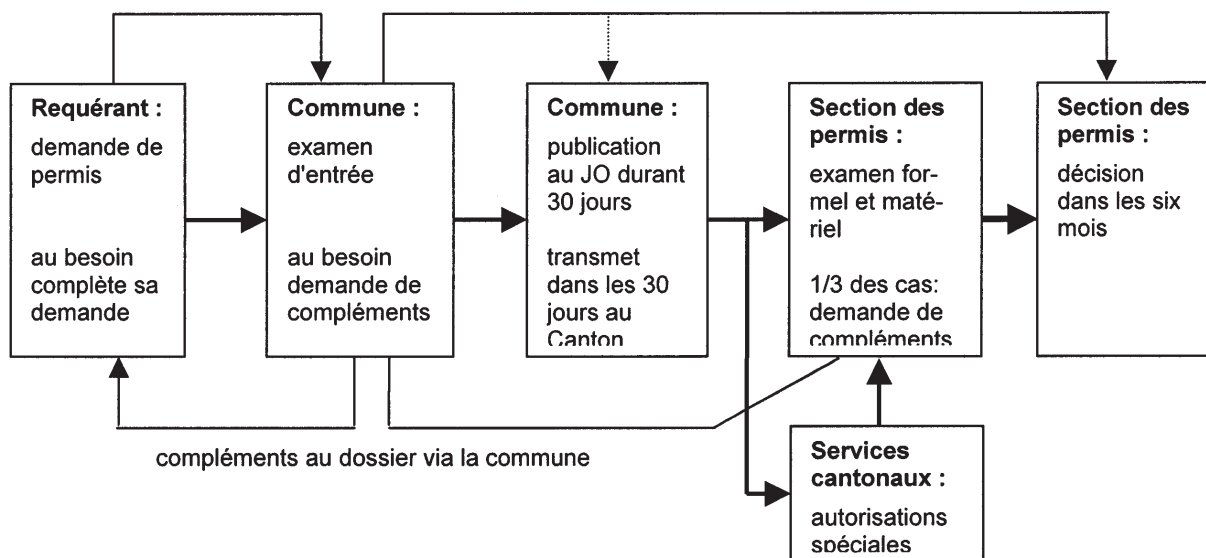 Requérant :
demande de
permis
au besoin
complète sa
demande
Commune :
examen
d'entrée
au besoin
demande de
compléments
Commune :
publication
au JO durant
30 jours
transmet
dans les 30
jours au
Canton
Section des
permis :
examen for-
mel et maté-
riel
1/3 des cas:
demande de
compléments
Section des
permis :
décision
dans les six
mois
compléments au dossier via la commune
Services
cantonaux :
autorisations
spéciales